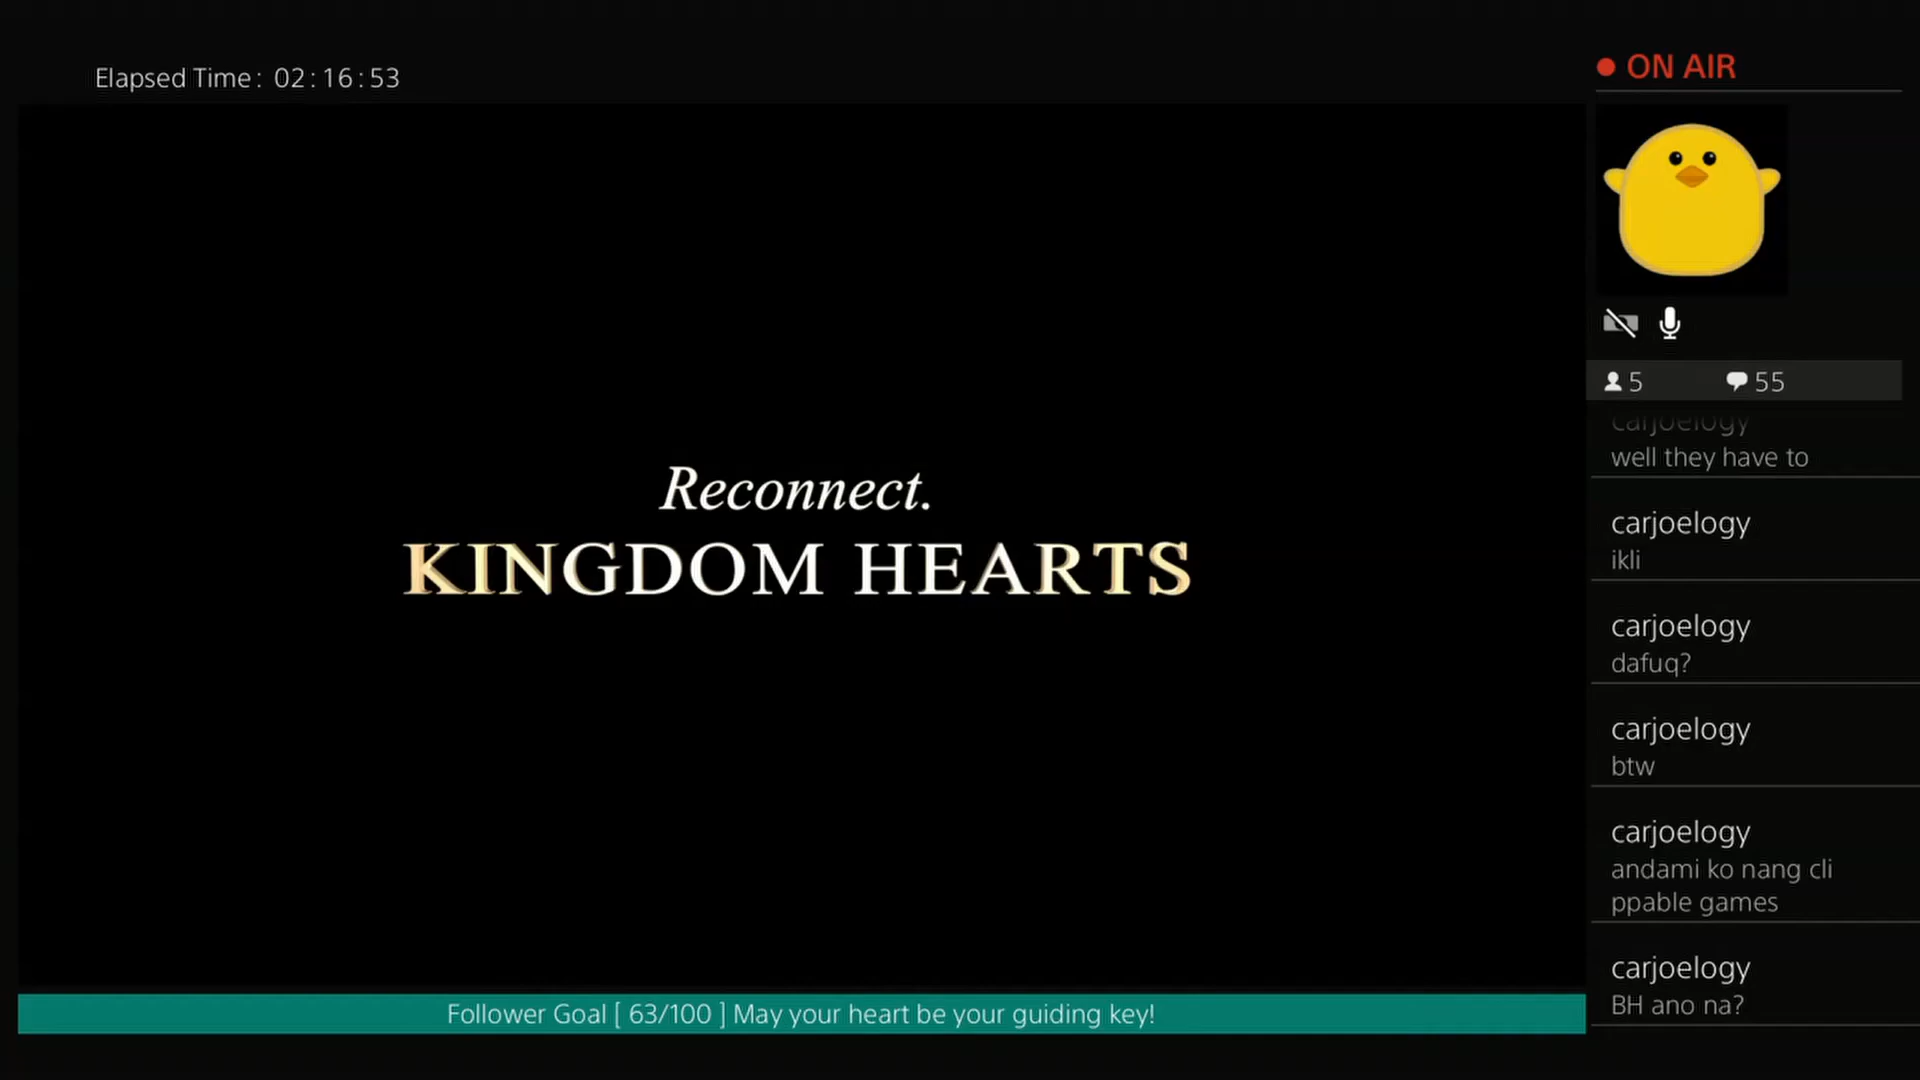 Elapsed Time: 02:16:53
ON AIR
Reconnect.
KINGDOM HEARTS
5 55
carjoelogy
well they have to
carjoelogy
ikli
carjoelogy
dafuq?
carjoelogy
btw
carjoelogy
andami ko nang cli
ppable games
carjoelogy
BH ano na?
Follower Goal [ 63/100 ] May your heart be your guiding key!